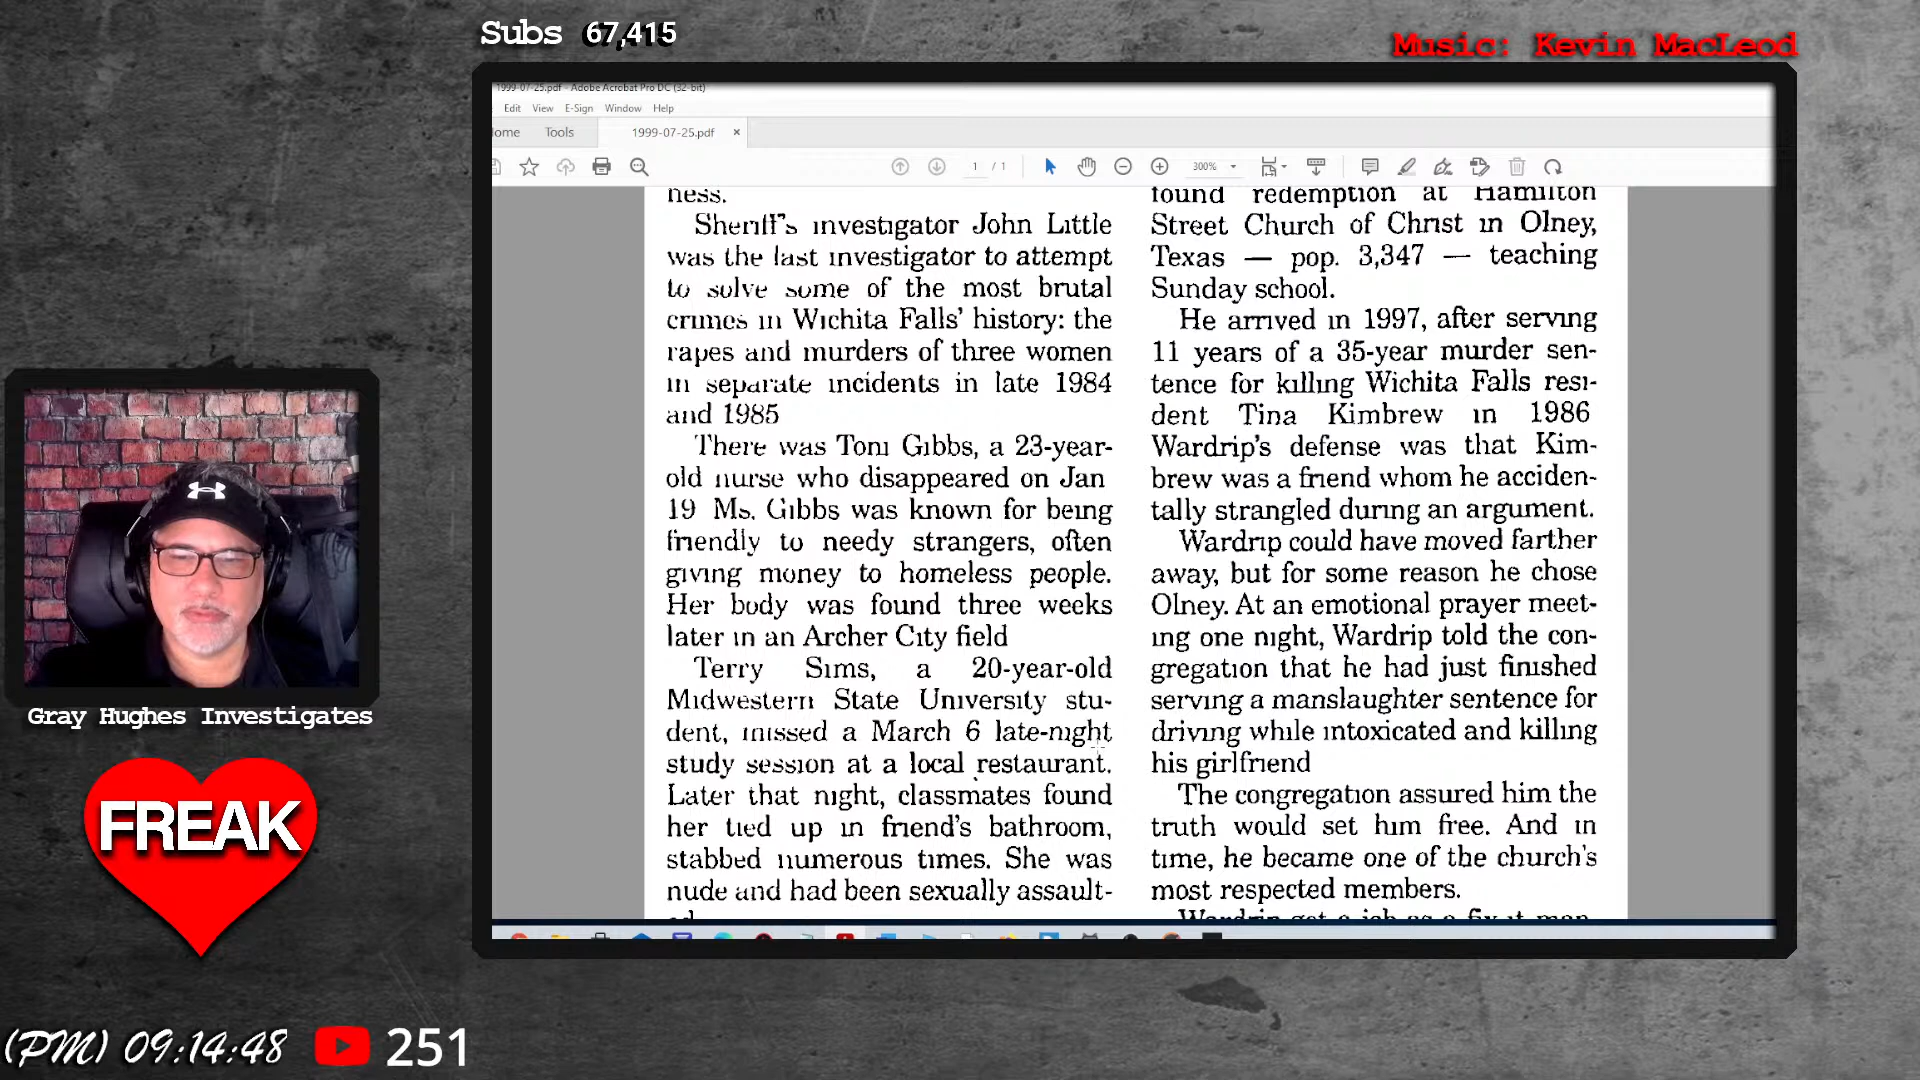 Subs 67,415
Music: Kevin MacLeod
1999-07-25.pdf - Adobe Acrobat Pro DC (32-bit)
Edit View E-Sign Window Help
ome Tools 1999-07-25.pdf ×
1 / 1 300%
ness.
Sheriff's investigator John Little
was the last investigator to attempt
to solve some of the most brutal
crimes in Wichita Falls' history: the
rapes and murders of three women
in separate incidents in late 1984
and 1985
There was Toni Gibbs, a 23-year-
old nurse who disappeared on Jan
19 Ms. Gibbs was known for being
friendly to needy strangers, often
giving money to homeless people.
Her body was found three weeks
later in an Archer City field
Terry Sims, a 20-year-old
Midwestern State University stu-
dent, missed a March 6 late-night
study session at a local restaurant.
Later that night, classmates found
her tied up in friend's bathroom,
stabbed numerous times. She was
nude and had been sexually assault-
ed
found redemption at Hamilton
Street Church of Christ in Olney,
Texas — pop. 3,347 — teaching
Sunday school.
He arrived in 1997, after serving
11 years of a 35-year murder sen-
tence for killing Wichita Falls resi-
dent Tina Kimbrew in 1986
Wardrip's defense was that Kim-
brew was a friend whom he acciden-
tally strangled during an argument.
Wardrip could have moved farther
away, but for some reason he chose
Olney. At an emotional prayer meet-
ing one night, Wardrip told the con-
gregation that he had just finished
serving a manslaughter sentence for
driving while intoxicated and killing
his girlfriend
The congregation assured him the
truth would set him free. And in
time, he became one of the church's
most respected members.
Wardrip got a job as a fix-it man
Gray Hughes Investigates
FREAK
(PM) 09:14:48 251